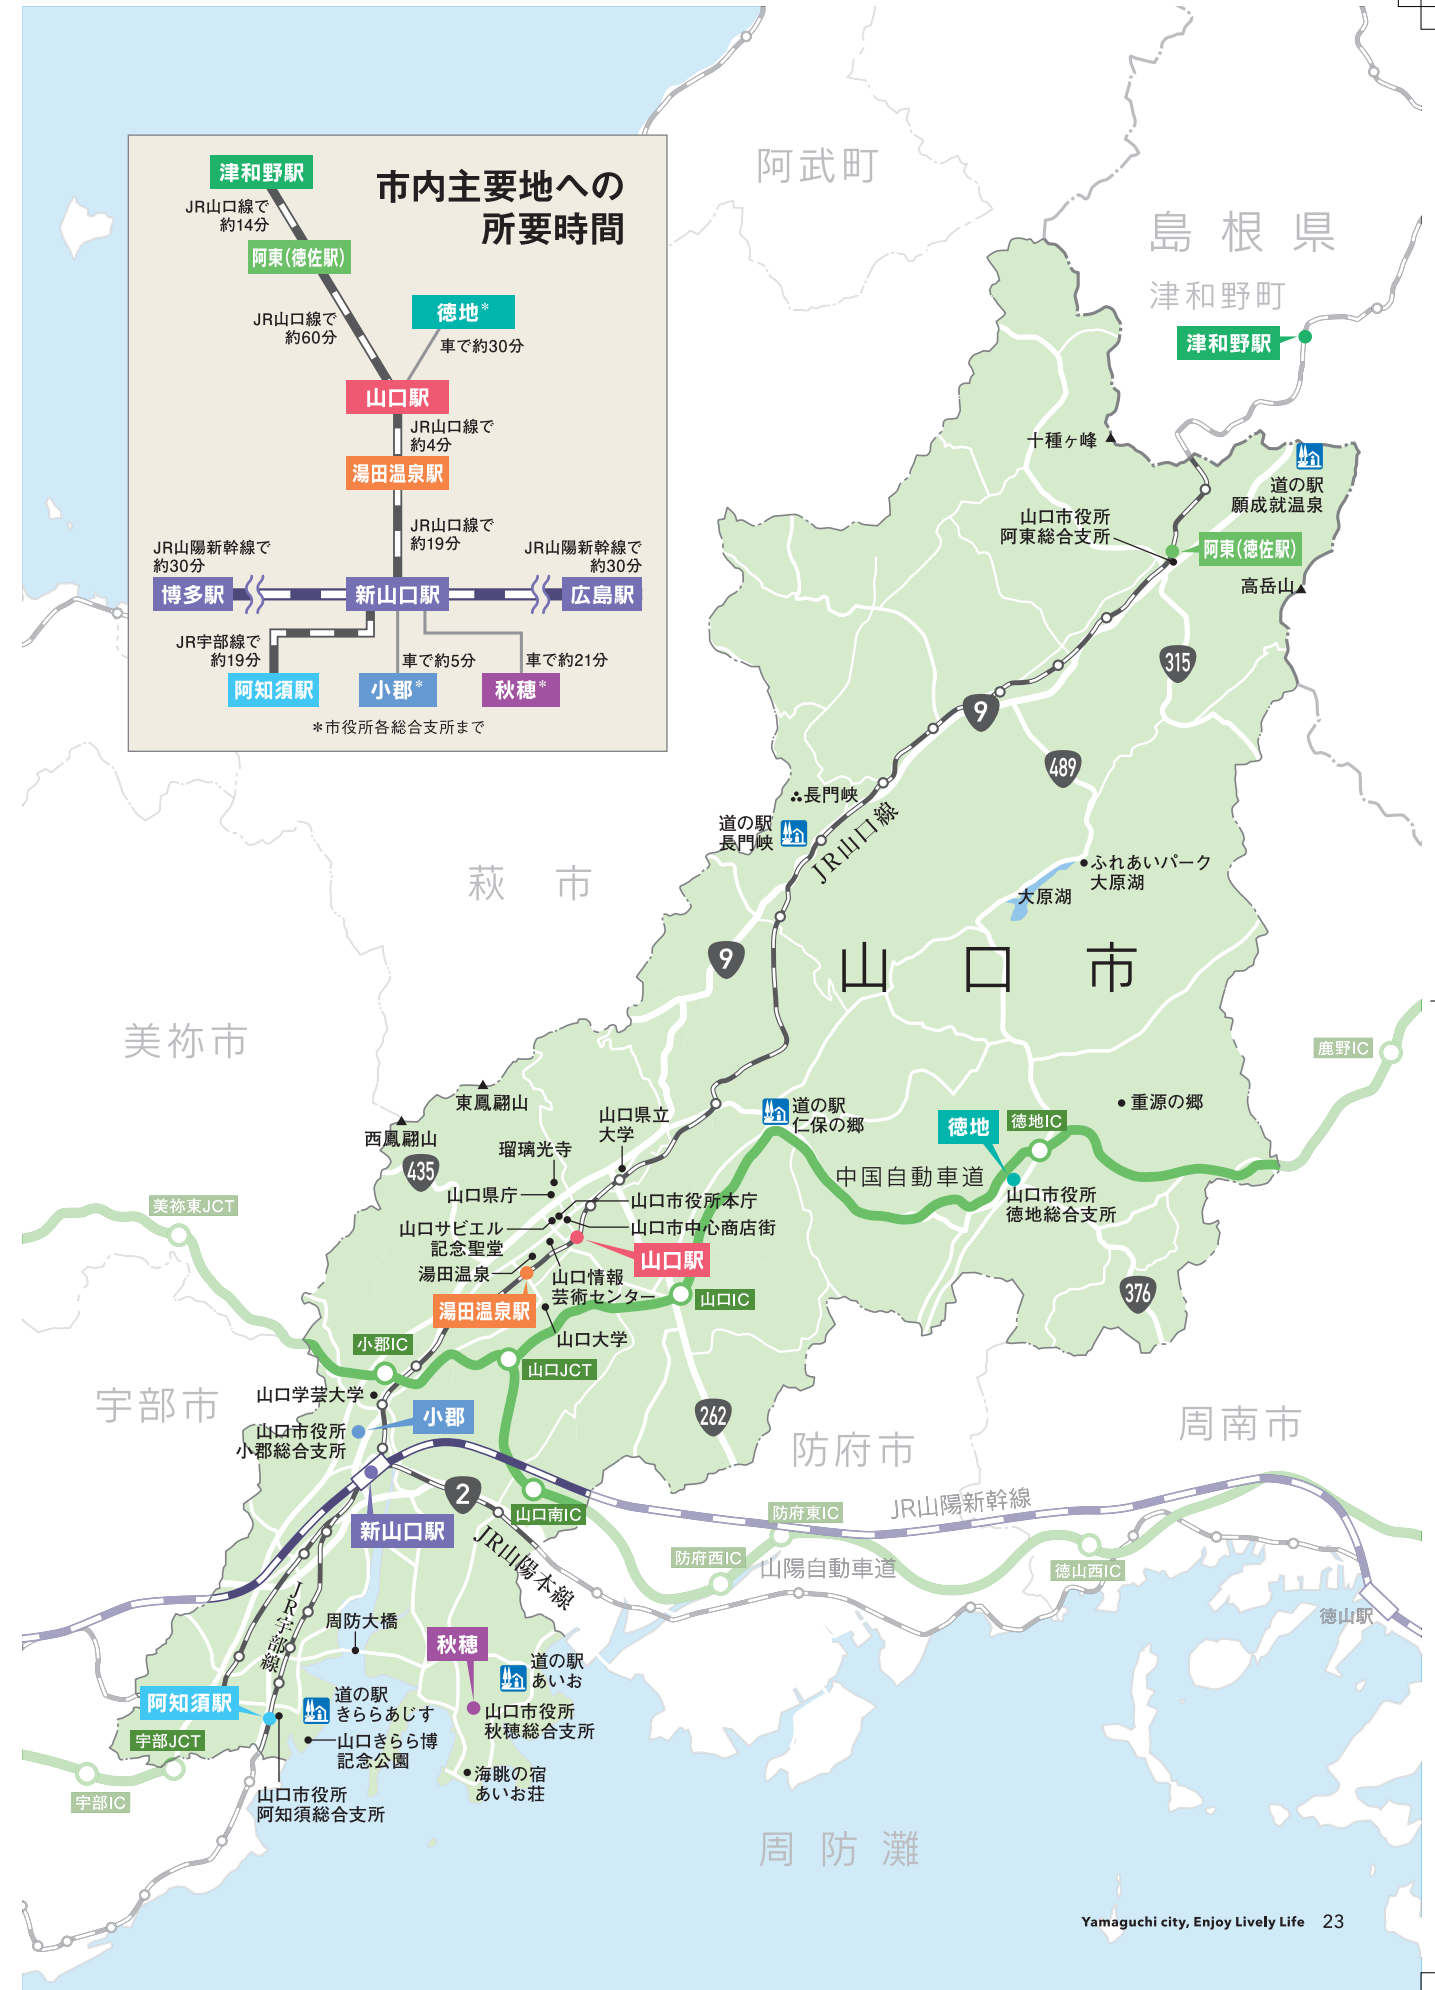 市内主要地への
所要時間
津和野駅
JR山口線で
約14分
阿東(徳佐駅)
JR山口線で
約60分
徳地*
車で約30分
山口駅
JR山口線で
約4分
湯田温泉駅
JR山口線で
約19分
JR山陽新幹線で
約30分
JR山陽新幹線で
約30分
博多駅
新山口駅
広島駅
JR宇部線で
約19分
車で約5分
車で約21分
阿知須駅
小郡*
秋穂*
*市役所各総合支所まで
阿武町
島根県
津和野町
津和野駅
十種ヶ峰
道の駅
願成就温泉
山口市役所
阿東総合支所
阿東(徳佐駅)
高岳山
315
9
489
長門峡
道の駅
長門峡
JR山口線
ふれあいパーク
大原湖
大原湖
萩市
9
山口市
美祢市
鹿野IC
東鳳翩山
西鳳翩山
435
山口県立
大学
瑠璃光寺
道の駅
仁保の郷
徳地
徳地IC
重源の郷
中国自動車道
山口市役所
徳地総合支所
山口県庁
山口市役所本庁
山口サビエル
記念聖堂
山口市中心商店街
美祢東JCT
山口駅
湯田温泉
山口情報
芸術センター
湯田温泉駅
山口IC
376
山口大学
小郡IC
山口JCT
山口学芸大学
宇部市
小郡
262
山口市役所
小郡総合支所
防府市
周南市
2
山口南IC
新山口駅
JR山陽本線
防府東IC
JR山陽新幹線
防府西IC
山陽自動車道
徳山西IC
徳山駅
JR宇部線
周防大橋
秋穂
道の駅
あいお
阿知須駅
道の駅
きららあじす
山口市役所
秋穂総合支所
宇部JCT
山口きらら博
記念公園
海眺の宿
あいお荘
宇部IC
山口市役所
阿知須総合支所
周防灘
Yamaguchi city, Enjoy Lively Life 23